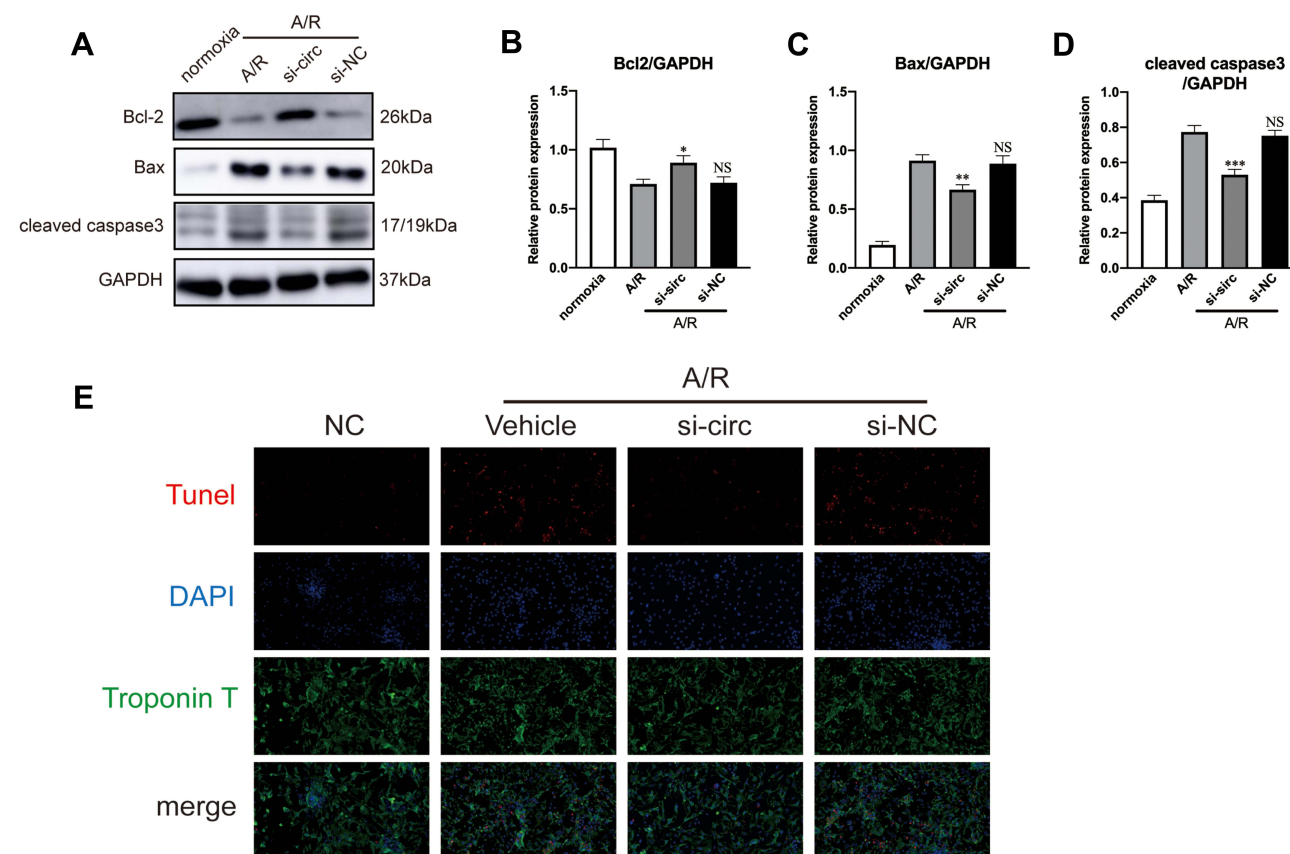 A
A/R
normoxia
A/R
si-circ
si-NC
Bcl-2
26kDa
Bax
20kDa
cleaved caspase3
17/19kDa
GAPDH
37kDa
B
Bcl2/GAPDH
Relative protein expression
1.5
1.0
0.5
0.0
*
NS
normoxia
A/R
si-sirc
si-NC
A/R
C
Bax/GAPDH
Relative protein expression
1.5
1.0
0.5
0.0
**
NS
normoxia
A/R
si-sirc
si-NC
A/R
D
cleaved caspase3
/GAPDH
Relative protein expression
1.0
0.8
0.6
0.4
0.2
0.0
***
NS
normoxia
A/R
si-sirc
si-NC
A/R
E
A/R
NC
Vehicle
si-circ
si-NC
Tunel
DAPI
Troponin T
merge